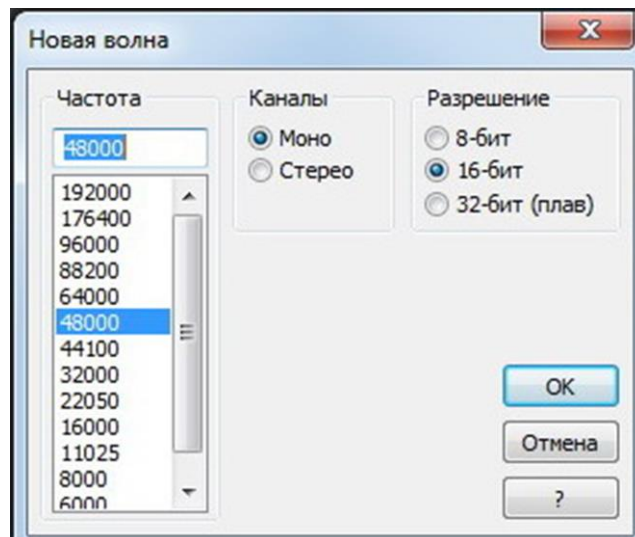 Новая волна
Частота
48000
192000
176400
96000
88200
64000
48000
44100
32000
22050
16000
11025
8000
6000
Каналы
Моно
Стерео
Разрешение
8-бит
16-бит
32-бит (плав)
OK
Отмена
?